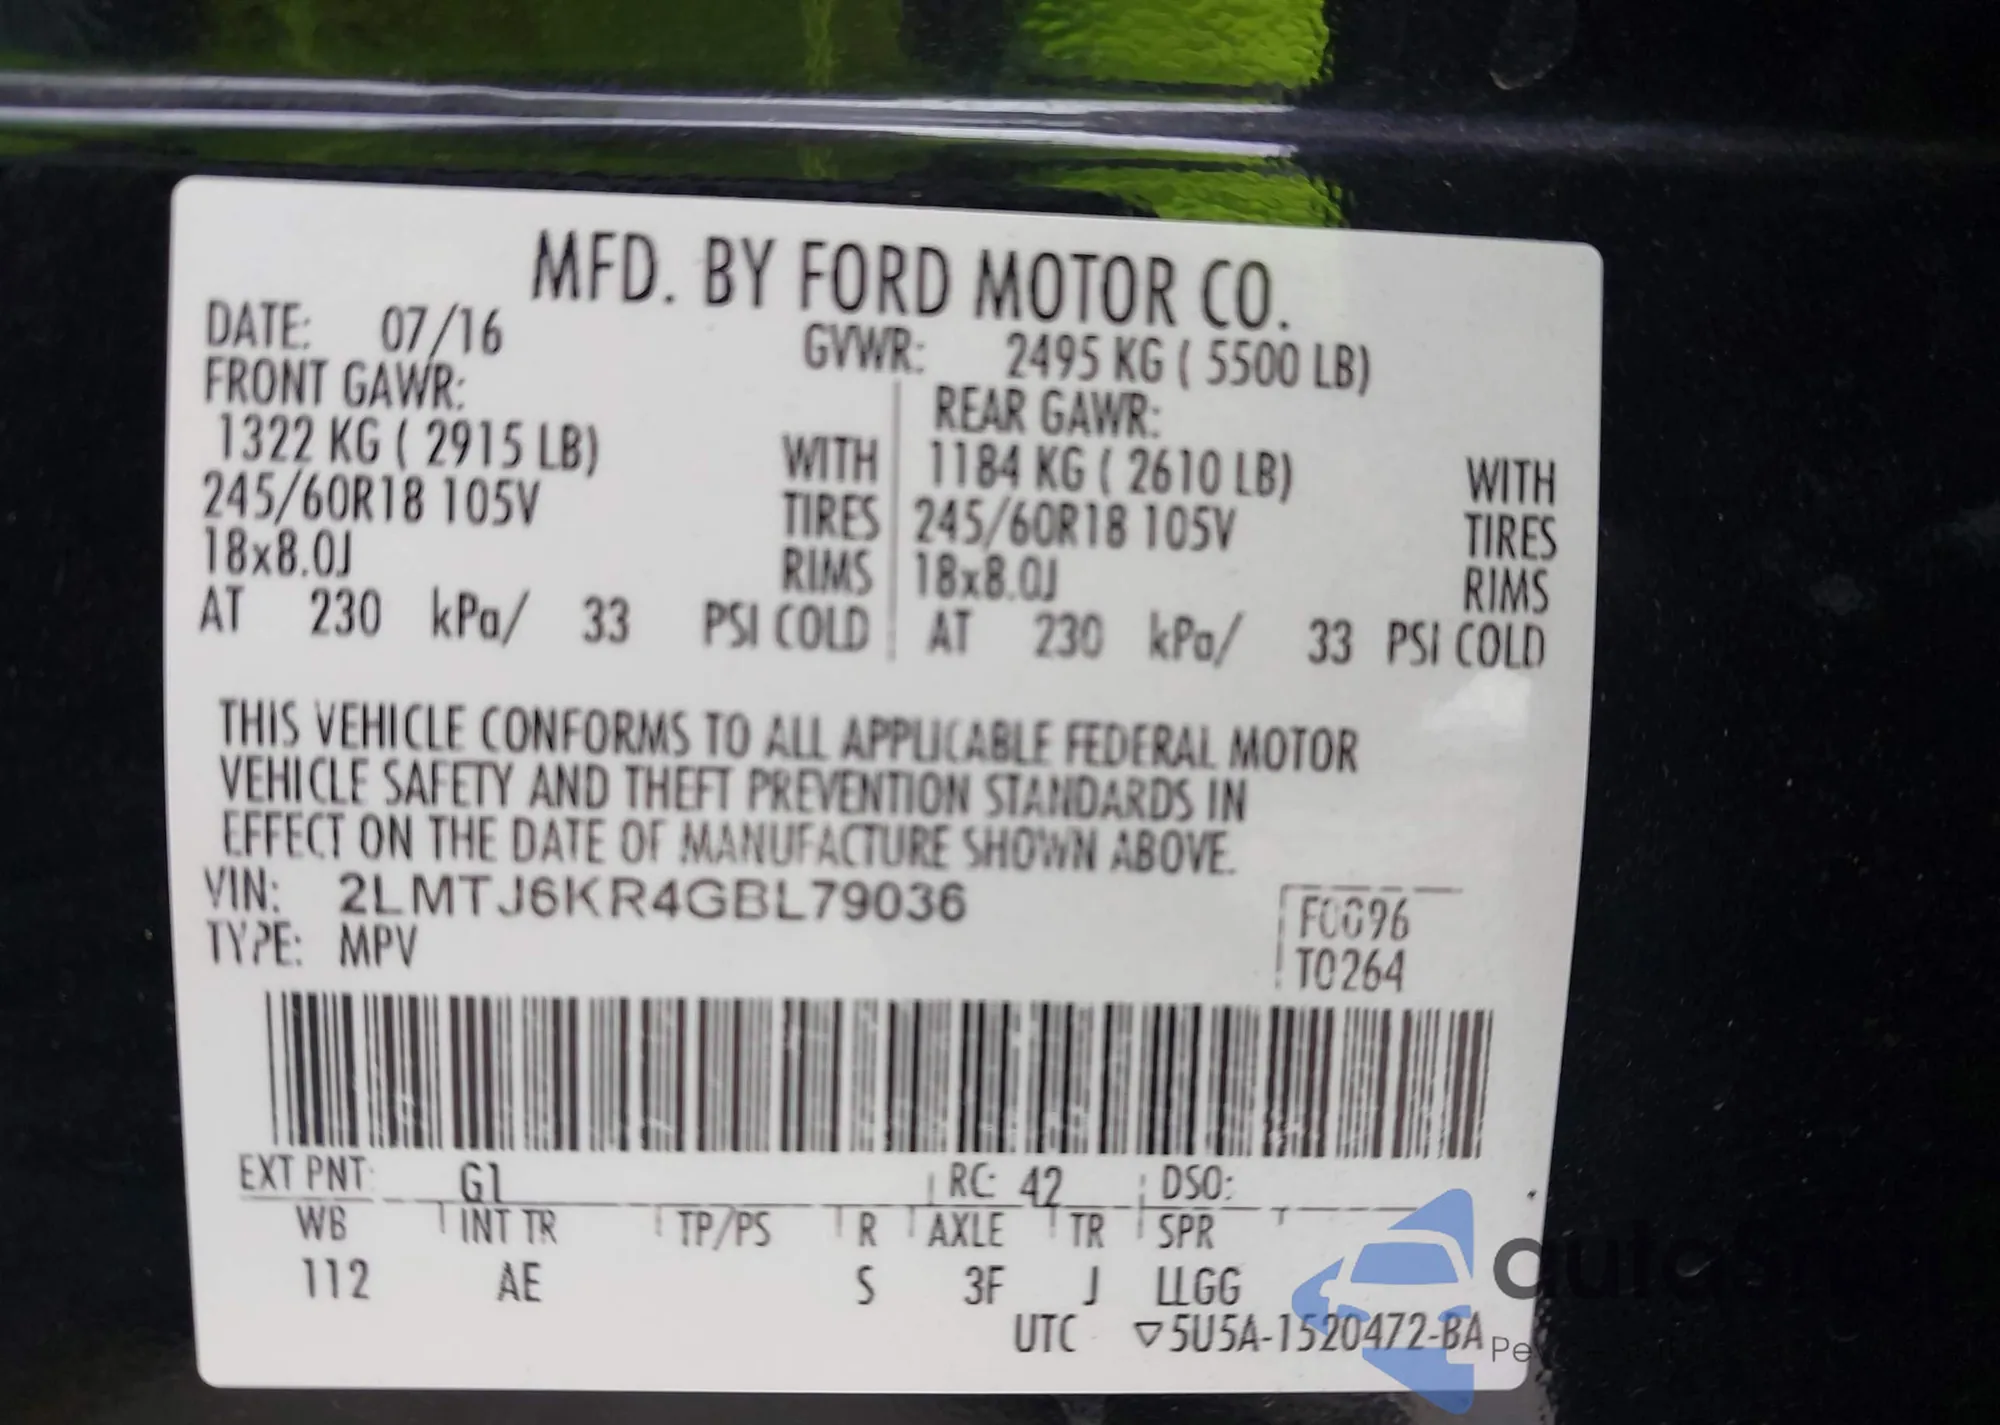 MFD. BY FORD MOTOR CO.
DATE: 07/16 GVWR: 2495 KG ( 5500 LB)
FRONT GAWR: REAR GAWR:
1322 KG ( 2915 LB) WITH 1184 KG ( 2610 LB) WITH
245/60R18 105V TIRES 245/60R18 105V TIRES
18x8.0J RIMS 18x8.0J RIMS
AT 230 kPa/ 33 PSI COLD AT 230 kPa/ 33 PSI COLD
THIS VEHICLE CONFORMS TO ALL APPLICABLE FEDERAL MOTOR
VEHICLE SAFETY AND THEFT PREVENTION STANDARDS IN
EFFECT ON THE DATE OF MANUFACTURE SHOWN ABOVE.
VIN: 2LMTJ6KR4GBL79036
TYPE: MPV
T0264
EXT PNT: G1 RC: 42 DSO:
WB INT TR TP/PS R AXLE TR SPR
112 AE S 3F J LLGG
UTC ▽5U5A-1520472-BA